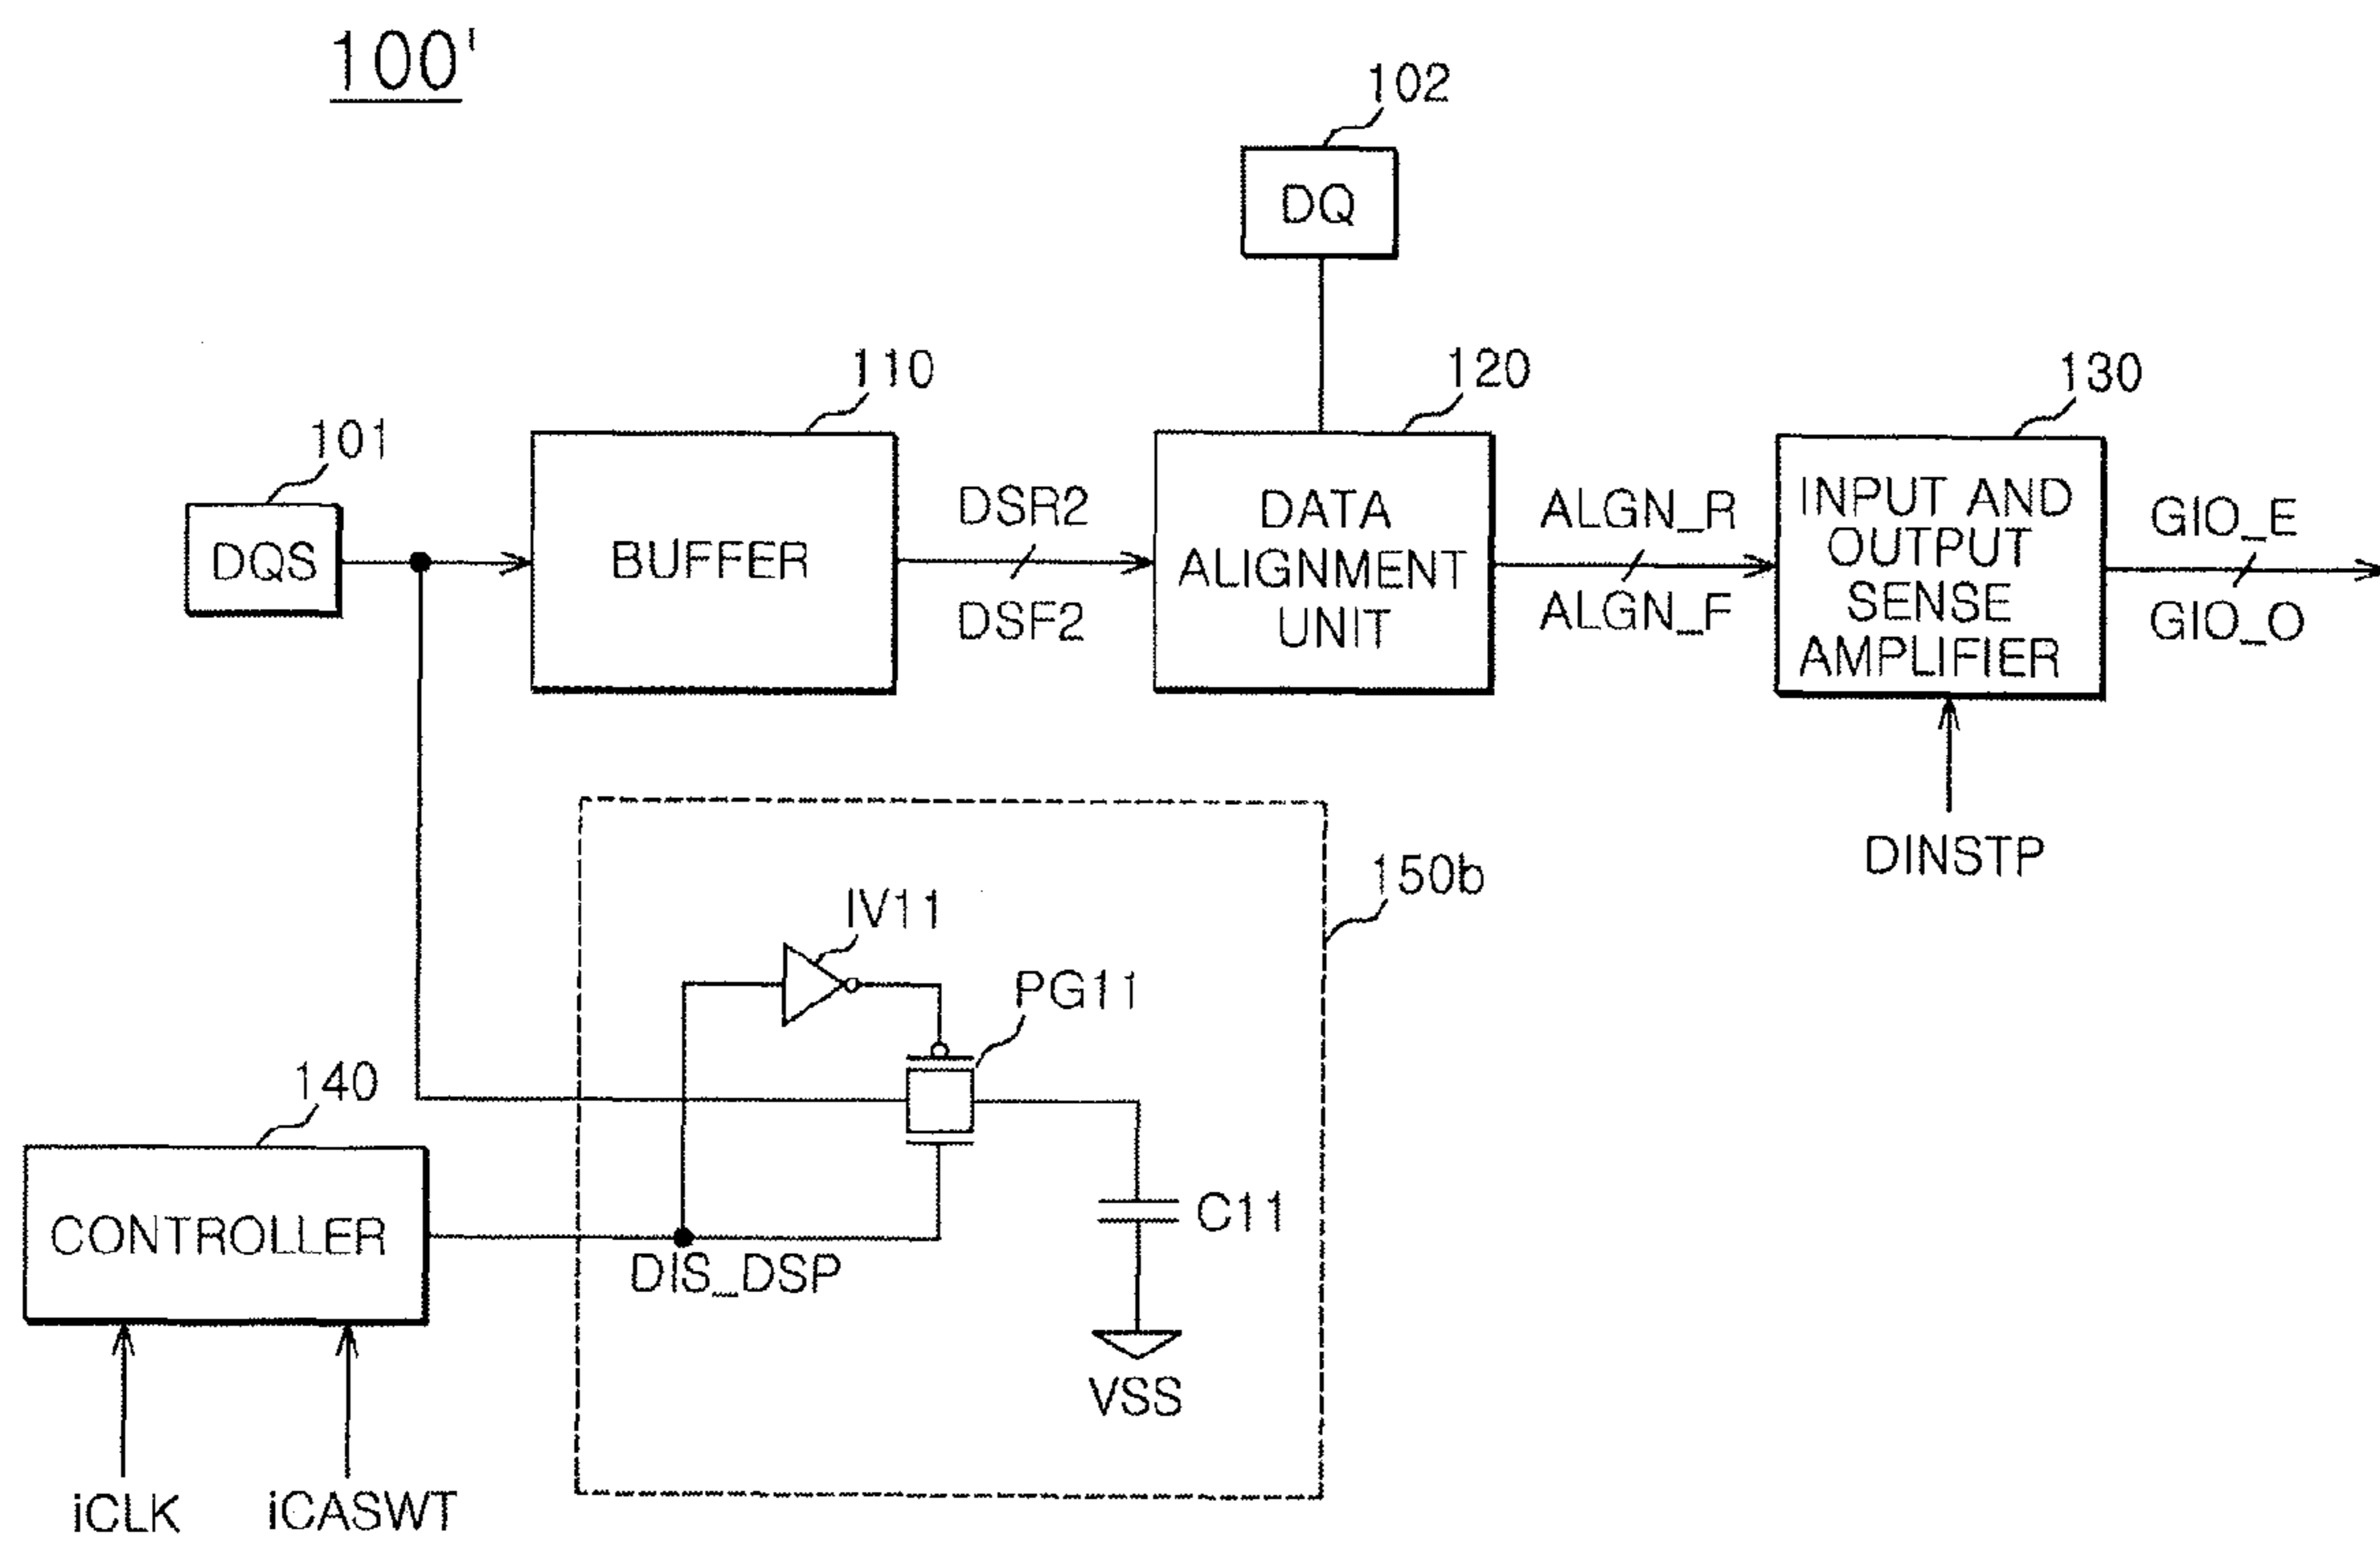 100'
102
DQ
110
120
130
101
DQS
BUFFER
DSR2
DSF2
DATA
ALIGNMENT
UNIT
ALGN_R
ALGN_F
INPUT AND
OUTPUT
SENSE
AMPLIFIER
GIO_E
GIO_O
DINSTP
150b
IV11
PG11
140
CONTROLLER
DIS_DSP
C11
VSS
iCLK
iCASWT